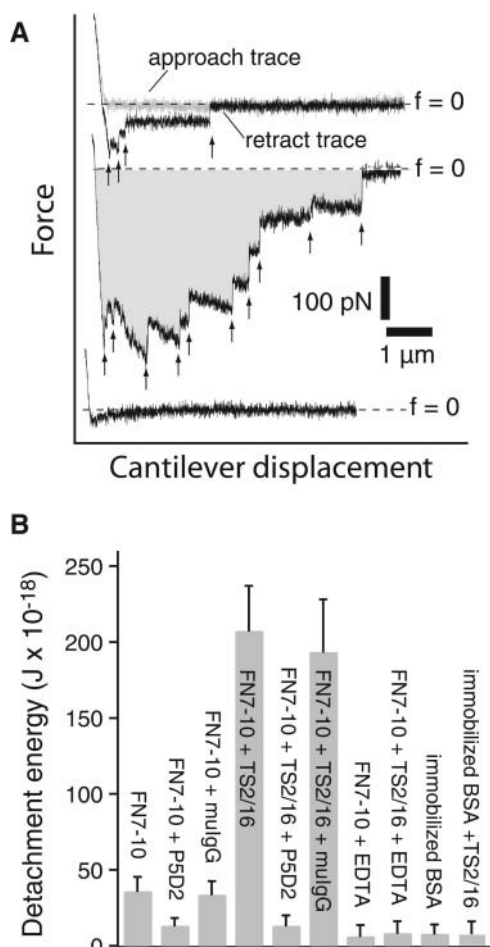 A
approach trace
f = 0
retract trace
f = 0
Force
100 pN
1 μm
f = 0
Cantilever displacement
B
Detachment energy (J x 10-18)
250
200
150
100
50
0
FN7-10
FN7-10 + P5D2
FN7-10 + muIgG
FN7-10 + TS2/16
FN7-10 + TS2/16 + P5D2
FN7-10 + TS2/16 + muIgG
FN7-10 + EDTA
FN7-10 + TS2/16 + EDTA
immobilized BSA
immobilized BSA +TS2/16